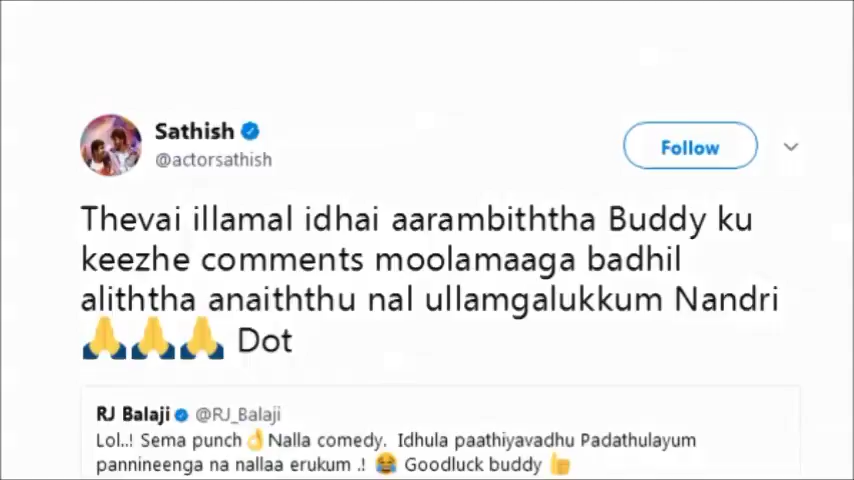 Sathish
@actorsathish
Follow
Thevai illamal idhai aarambiththa Buddy ku
keezhe comments moolamaaga badhil
aliththa anaiththu nal ullamgalukkum Nandri
🙏🙏🙏 Dot
RJ Balaji @RJ_Balaji
Lol..! Sema punch👌Nalla comedy. Idhula paathiyavadhu Padathulayum
pannineenga na nallaa erukum .! 😂 Goodluck buddy 👍